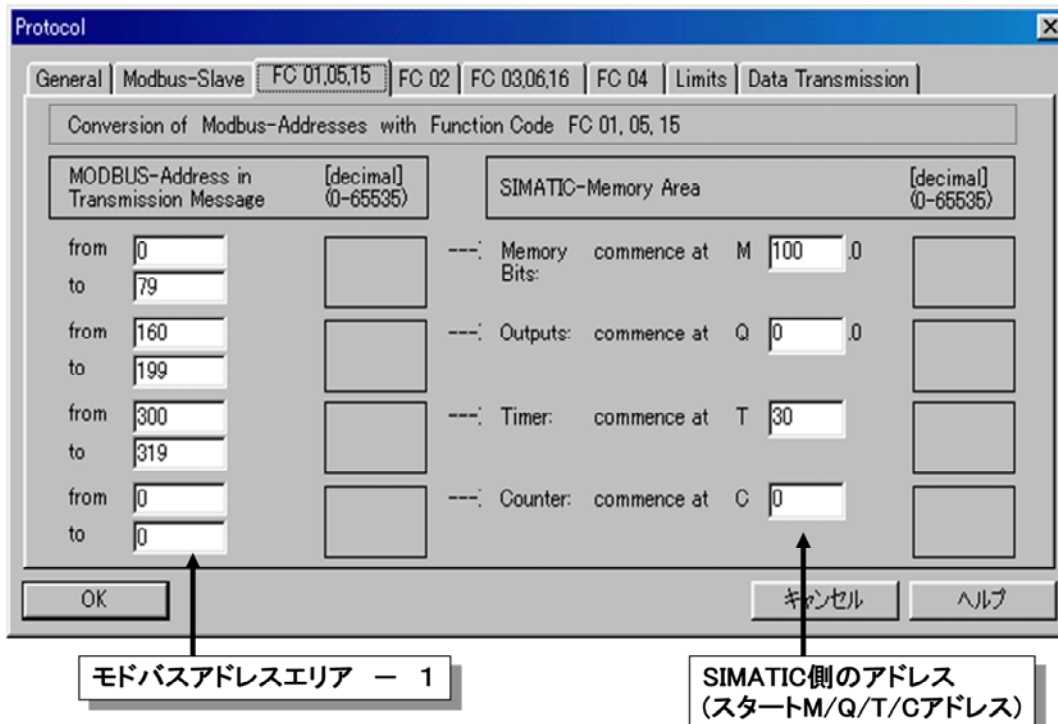 Protocol
General Modbus-Slave FC 01,05,15 FC 02 FC 03,06,16 FC 04 Limits Data Transmission
Conversion of Modbus-Addresses with Function Code FC 01, 05, 15
MODBUS-Address in [decimal]
Transmission Message (0-65535)
SIMATIC-Memory Area [decimal]
(0-65535)
from 0 ---: Memory commence at M 100 .0
Bits:
to 79
from 160 ---: Outputs: commence at Q 0 .0
to 199
from 300 ---: Timer: commence at T 30
to 319
from 0 ---: Counter: commence at C 0
to 0
OK キャンセル ヘルプ
モドバスアドレスエリア － 1
SIMATIC側のアドレス
(スタートM/Q/T/Cアドレス)